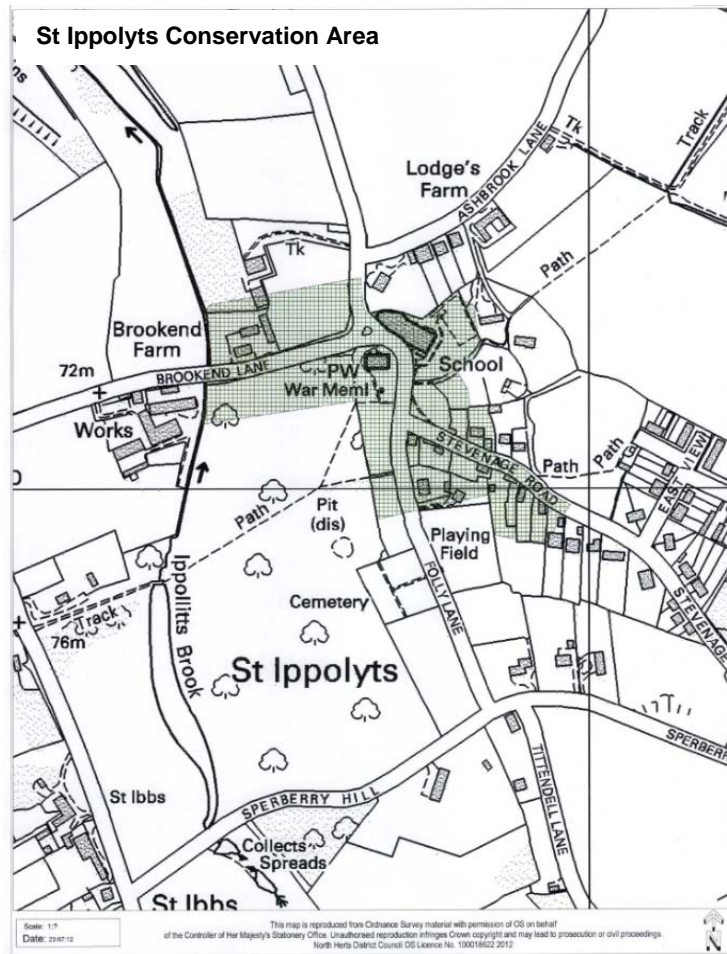 St Ippolyts Conservation Area
Tk
Track
Lodge's
Farm
ASHBROOK LANE
Tk
Path
Brookend
Farm
72m
BROOKEND LANE
PW
War Meml
School
Works
STEVENAGE ROAD
Path
Path
EAST VIEW
0
Path
Pit
(dis)
Playing
Field
Ippollitts Brook
Cemetery
FOLLY LANE
STEVENAGE
Track
76m
St Ippolyts
St Ibbs
SPERBERRY HILL
SPERBERR
TITTENDELL LANE
Collects
Spreads
St Ibbs
Scale: 1:?
Date: 23:07:12
This map is reproduced from Ordnance Survey material with permission of OS on behalf
of the Controller of Her Majesty's Stationery Office. Unauthorised reproduction infringes Crown copyright and may lead to prosecution or civil proceedings.
North Herts District Council OS Licence No. 100018622 2012
N